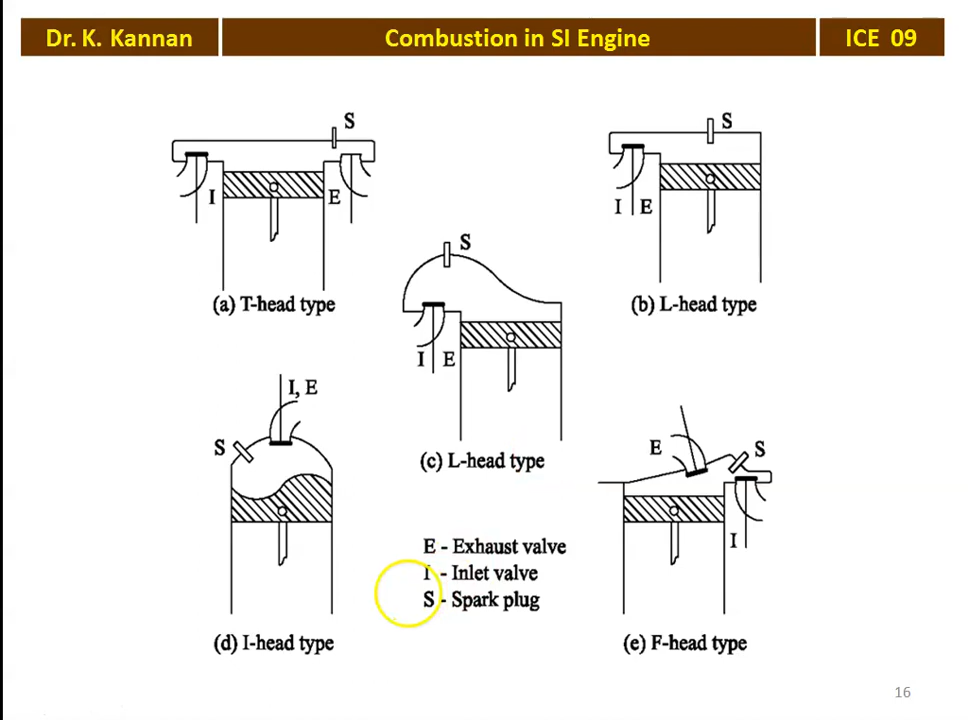 Dr. K. Kannan
Combustion in SI Engine
ICE 09
S
I
E
(a) T-head type
S
I
E
(b) L-head type
S
I
E
(c) L-head type
I, E
S
(d) I-head type
E
S
I
(e) F-head type
E - Exhaust valve
I - Inlet valve
S - Spark plug
16